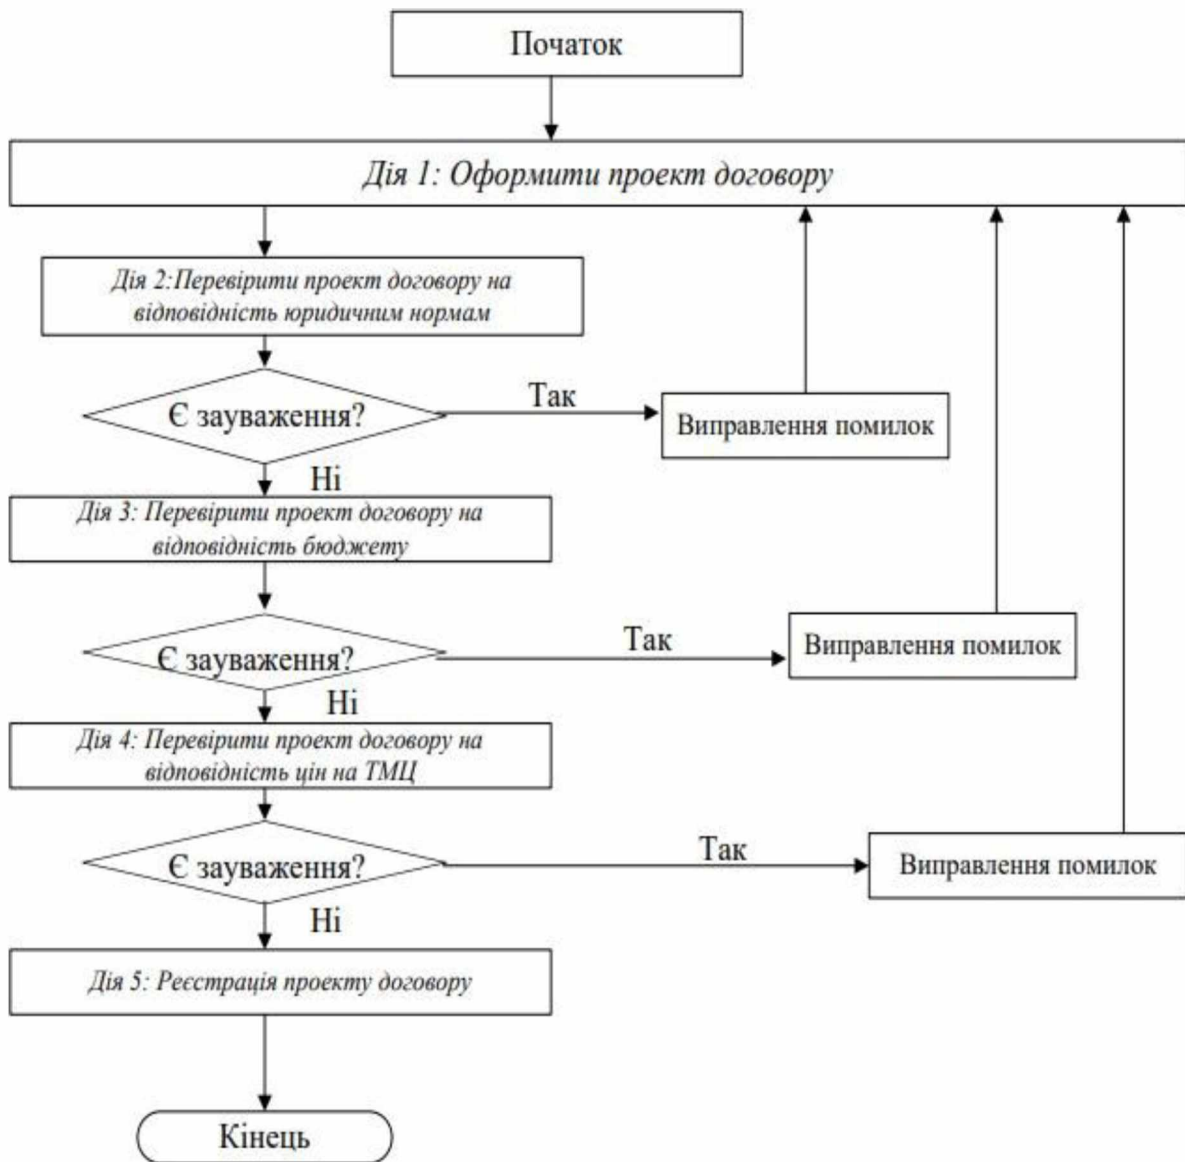 Початок
Дія 1: Оформити проект договору
Дія 2:Перевірити проект договору на
відповідність юридичним нормам
Є зауваження?
Так
Виправлення помилок
Ні
Дія 3: Перевірити проект договору на
відповідність бюджету
Є зауваження?
Так
Виправлення помилок
Ні
Дія 4: Перевірити проект договору на
відповідність цін на ТМЦ
Є зауваження?
Так
Виправлення помилок
Ні
Дія 5: Реєстрація проекту договору
Кінець